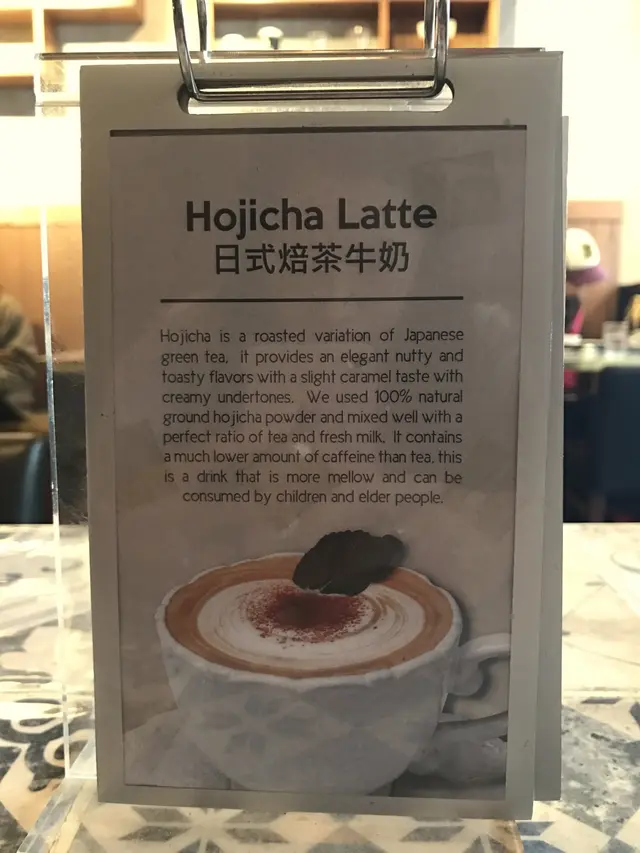 Hojicha Latte
日式焙茶牛奶
Hojicha is a roasted variation of Japanese
green tea, it provides an elegant nutty and
toasty flavors with a slight caramel taste with
creamy undertones. We used 100% natural
ground hojicha powder and mixed well with a
perfect ratio of tea and fresh milk. It contains
a much lower amount of caffeine than tea, this
is a drink that is more mellow and can be
consumed by children and elder people.